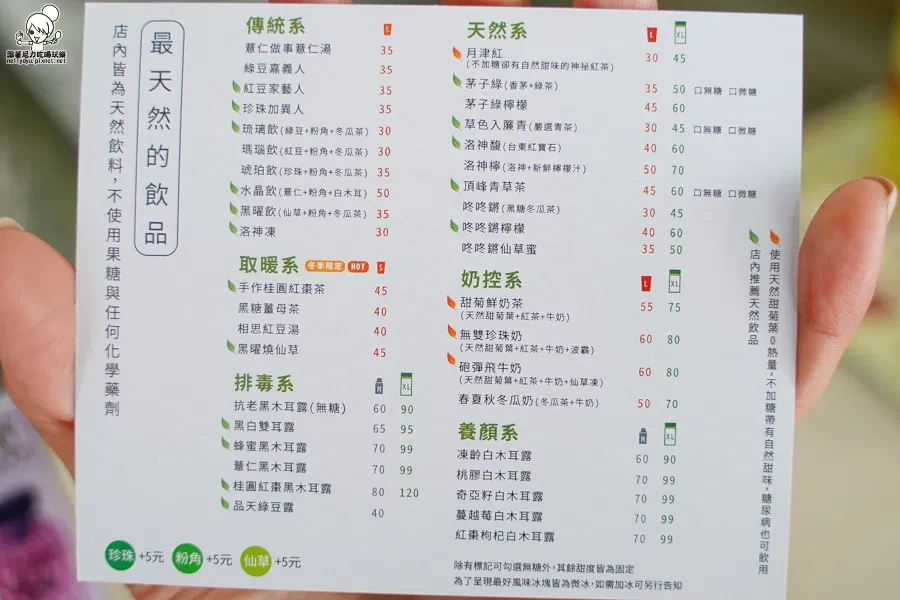 跟著尼力吃喝玩樂
nellydyu.pixnet.net
最天然的飲品
店內皆為天然飲料，不使用果糖與任何化學藥劑
傳統系 S
薏仁做事薏仁湯 35
綠豆嘉義人 35
紅豆家藝人 35
珍珠加異人 35
琉璃飲(綠豆+粉角+冬瓜茶) 30
瑪瑙飲(紅豆+粉角+冬瓜茶) 30
琥珀飲(珍珠+粉角+冬瓜茶) 35
水晶飲(薏仁+粉角+白木耳) 50
黑曜飲(仙草+粉角+冬瓜茶) 35
洛神凍 30
取暖系 冬季限定 HOT S
手作桂圓紅棗茶 45
黑糖薑母茶 40
相思紅豆湯 40
黑曜燒仙草 45
排毒系 M XL
抗老黑木耳露(無糖) 60 90
黑白雙耳露 65 95
蜂蜜黑木耳露 70 99
薏仁黑木耳露 70 99
桂圓紅棗黑木耳露 80 120
品天綠豆露 40
珍珠 +5元 粉角 +5元 仙草 +5元
天然系 L XL
月津紅 30 45
(不加糖卻有自然甜味的神祕紅茶)
茅子綠(香茅+綠茶) 35 50 口無糖 口微糖
茅子綠檸檬 45 60
草色入簾青(嚴選青茶) 30 45 口無糖 口微糖
洛神馥(台東紅寶石) 40 60
洛神檸(洛神+新鮮檸檬汁) 50 70
頂峰青草茶 45 60 口無糖 口微糖
咚咚鏘(黑糖冬瓜茶) 30 45
咚咚鏘檸檬 40 60
咚咚鏘仙草蜜 35 50
奶控系 L XL
甜菊鮮奶茶 55 75
(天然甜菊葉+紅茶+牛奶)
無雙珍珠奶 60 80
(天然甜菊葉+紅茶+牛奶+波霸)
砲彈飛牛奶 60 80
(天然甜菊葉+紅茶+牛奶+仙草凍)
春夏秋冬瓜奶(冬瓜茶+牛奶) 50 70
養顏系 M XL
凍齡白木耳露 60 90
桃膠白木耳露 70 99
奇亞籽白木耳露 70 99
蔓越莓白木耳露 70 99
紅棗枸杞白木耳露 70 99
除有標記可勾選無糖外，其餘甜度皆為固定
為了呈現最好風味冰塊皆為微冰，如需加冰可另行告知
使用天然甜菊葉0熱量，不加糖帶有自然甜味，糖尿病也可飲用
店內推薦天然飲品